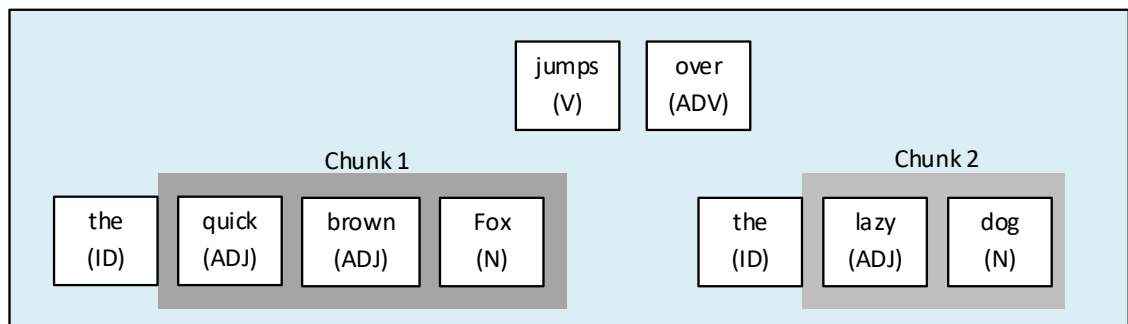 jumps over
(V) (ADV)
Chunk 1 Chunk 2
the quick brown Fox the lazy dog
(ID) (ADJ) (ADJ) (N) (ID) (ADJ) (N)